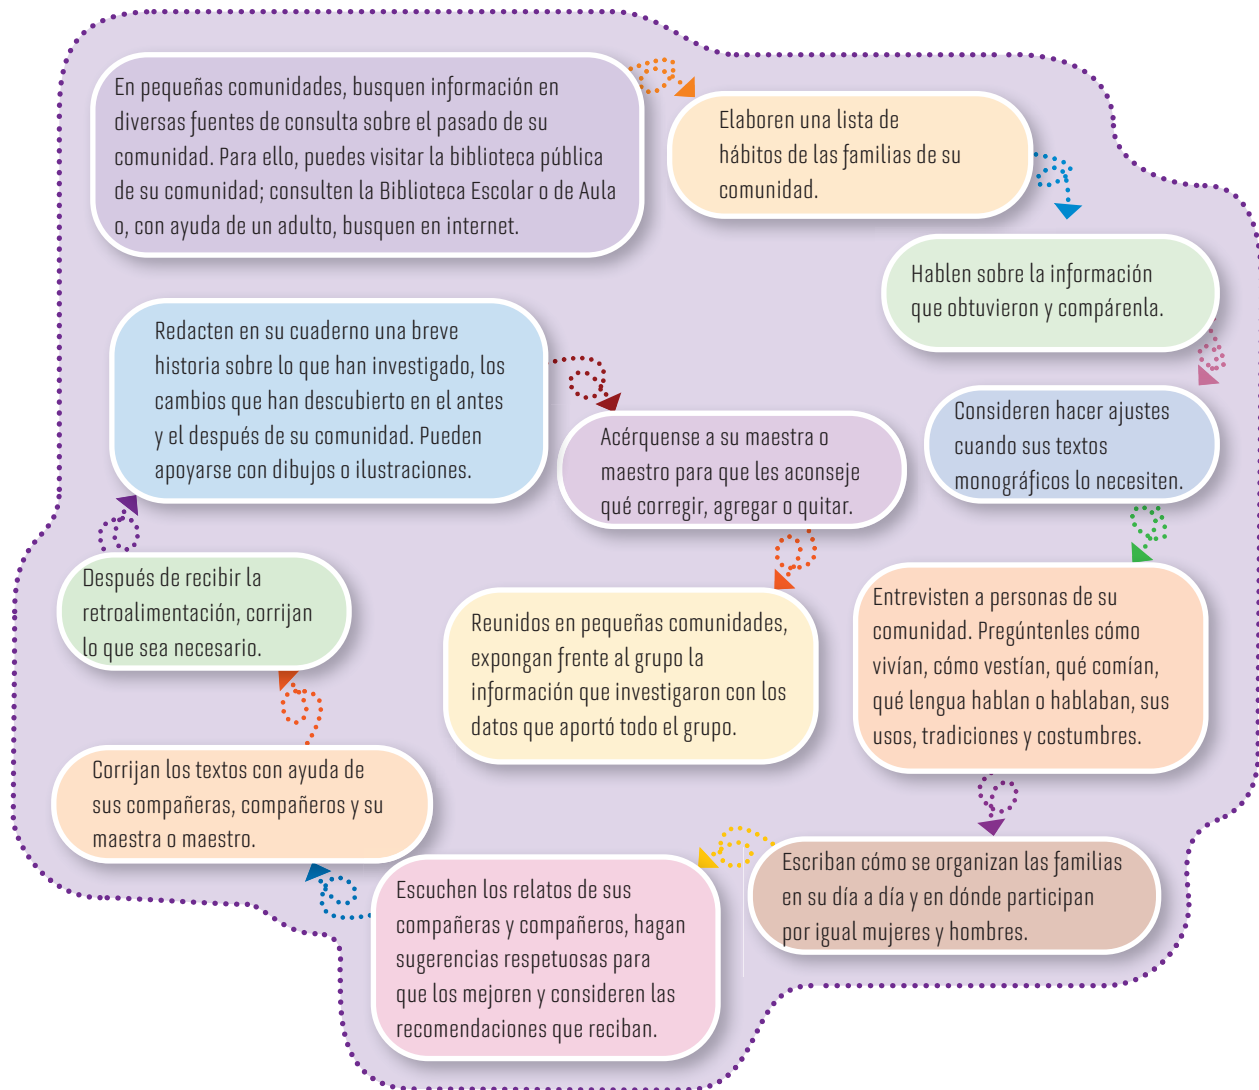 En pequeñas comunidades, busquen información en
diversas fuentes de consulta sobre el pasado de su
comunidad. Para ello, puedes visitar la biblioteca pública
de su comunidad; consulten la Biblioteca Escolar o de Aula
o, con ayuda de un adulto, busquen en internet.
Elaboren una lista de
hábitos de las familias de su
comunidad.
Hablen sobre la información
que obtuvieron y compárenla.
Consideren hacer ajustes
cuando sus textos
monográficos lo necesiten.
Entrevisten a personas de su
comunidad. Pregúntenles cómo
vivían, cómo vestían, qué comían,
qué lengua hablan o hablaban, sus
usos, tradiciones y costumbres.
Escriban cómo se organizan las familias
en su día a día y en dónde participan
por igual mujeres y hombres.
Escuchen los relatos de sus
compañeras y compañeros, hagan
sugerencias respetuosas para
que los mejoren y consideren las
recomendaciones que reciban.
Corrijan los textos con ayuda de
sus compañeras, compañeros y su
maestra o maestro.
Después de recibir la
retroalimentación, corrijan
lo que sea necesario.
Redacten en su cuaderno una breve
historia sobre lo que han investigado, los
cambios que han descubierto en el antes
y el después de su comunidad. Pueden
apoyarse con dibujos o ilustraciones.
Acérquense a su maestra o
maestro para que les aconseje
qué corregir, agregar o quitar.
Reunidos en pequeñas comunidades,
expongan frente al grupo la
información que investigaron con los
datos que aportó todo el grupo.